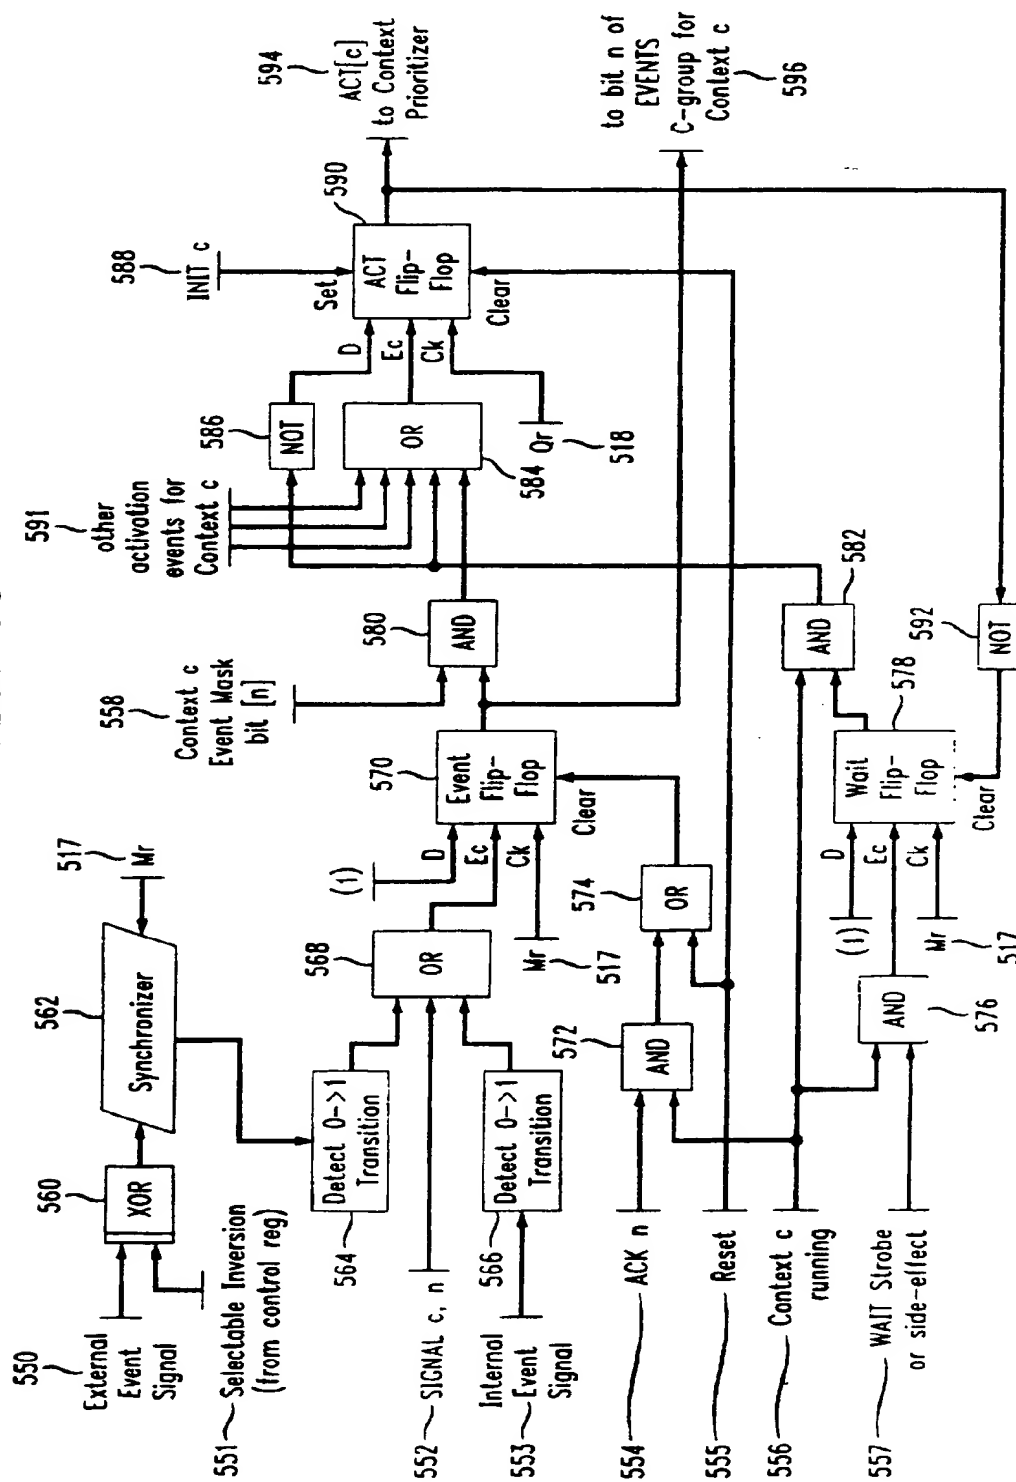 550
External
Event
Signal
551
Selectable Inversion
(from control reg)
560
XOR
562
Synchronizer
517
Mr
564
Detect 0->1
Transition
552
SIGNAL c, n
553
Internal
Event
Signal
566
Detect 0->1
Transition
568
OR
(1)
D
Ec
Ck
Mr
517
570
Event
Flip-
Flop
Clear
558
Context c
Event Mask
bit [n]
580
AND
591
other
activation
events for
Context c
586
NOT
OR
584
Qr
518
588
INIT c
Set
D
Ec
Ck
ACT
Flip-
Flop
590
Clear
594
ACT[c]
to Context
Prioritizer
to bit n of
EVENTS
C-group for
Context c
596
554
ACK n
572
AND
574
OR
555
Reset
556
Context c
running
557
WAIT Strobe
or side-effect
AND
576
(1)
Mr
517
D
Ec
Ck
Wait
Flip-
Flop
578
Clear
AND
582
592
NOT